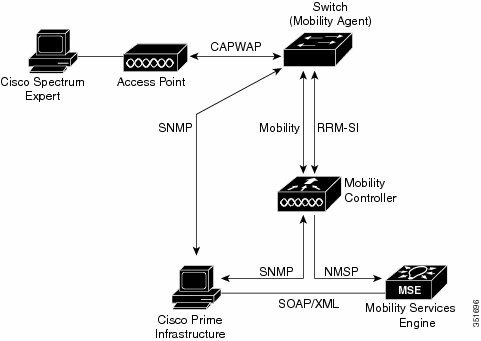 Switch
(Mobility Agent)
CAPWAP
Cisco Spectrum
Expert
Access Point
SNMP
Mobility
RRM-SI
Mobility
Controller
SNMP
NMSP
MSE
SOAP/XML
Cisco Prime
Infrastructure
Mobility Services
Engine
351696